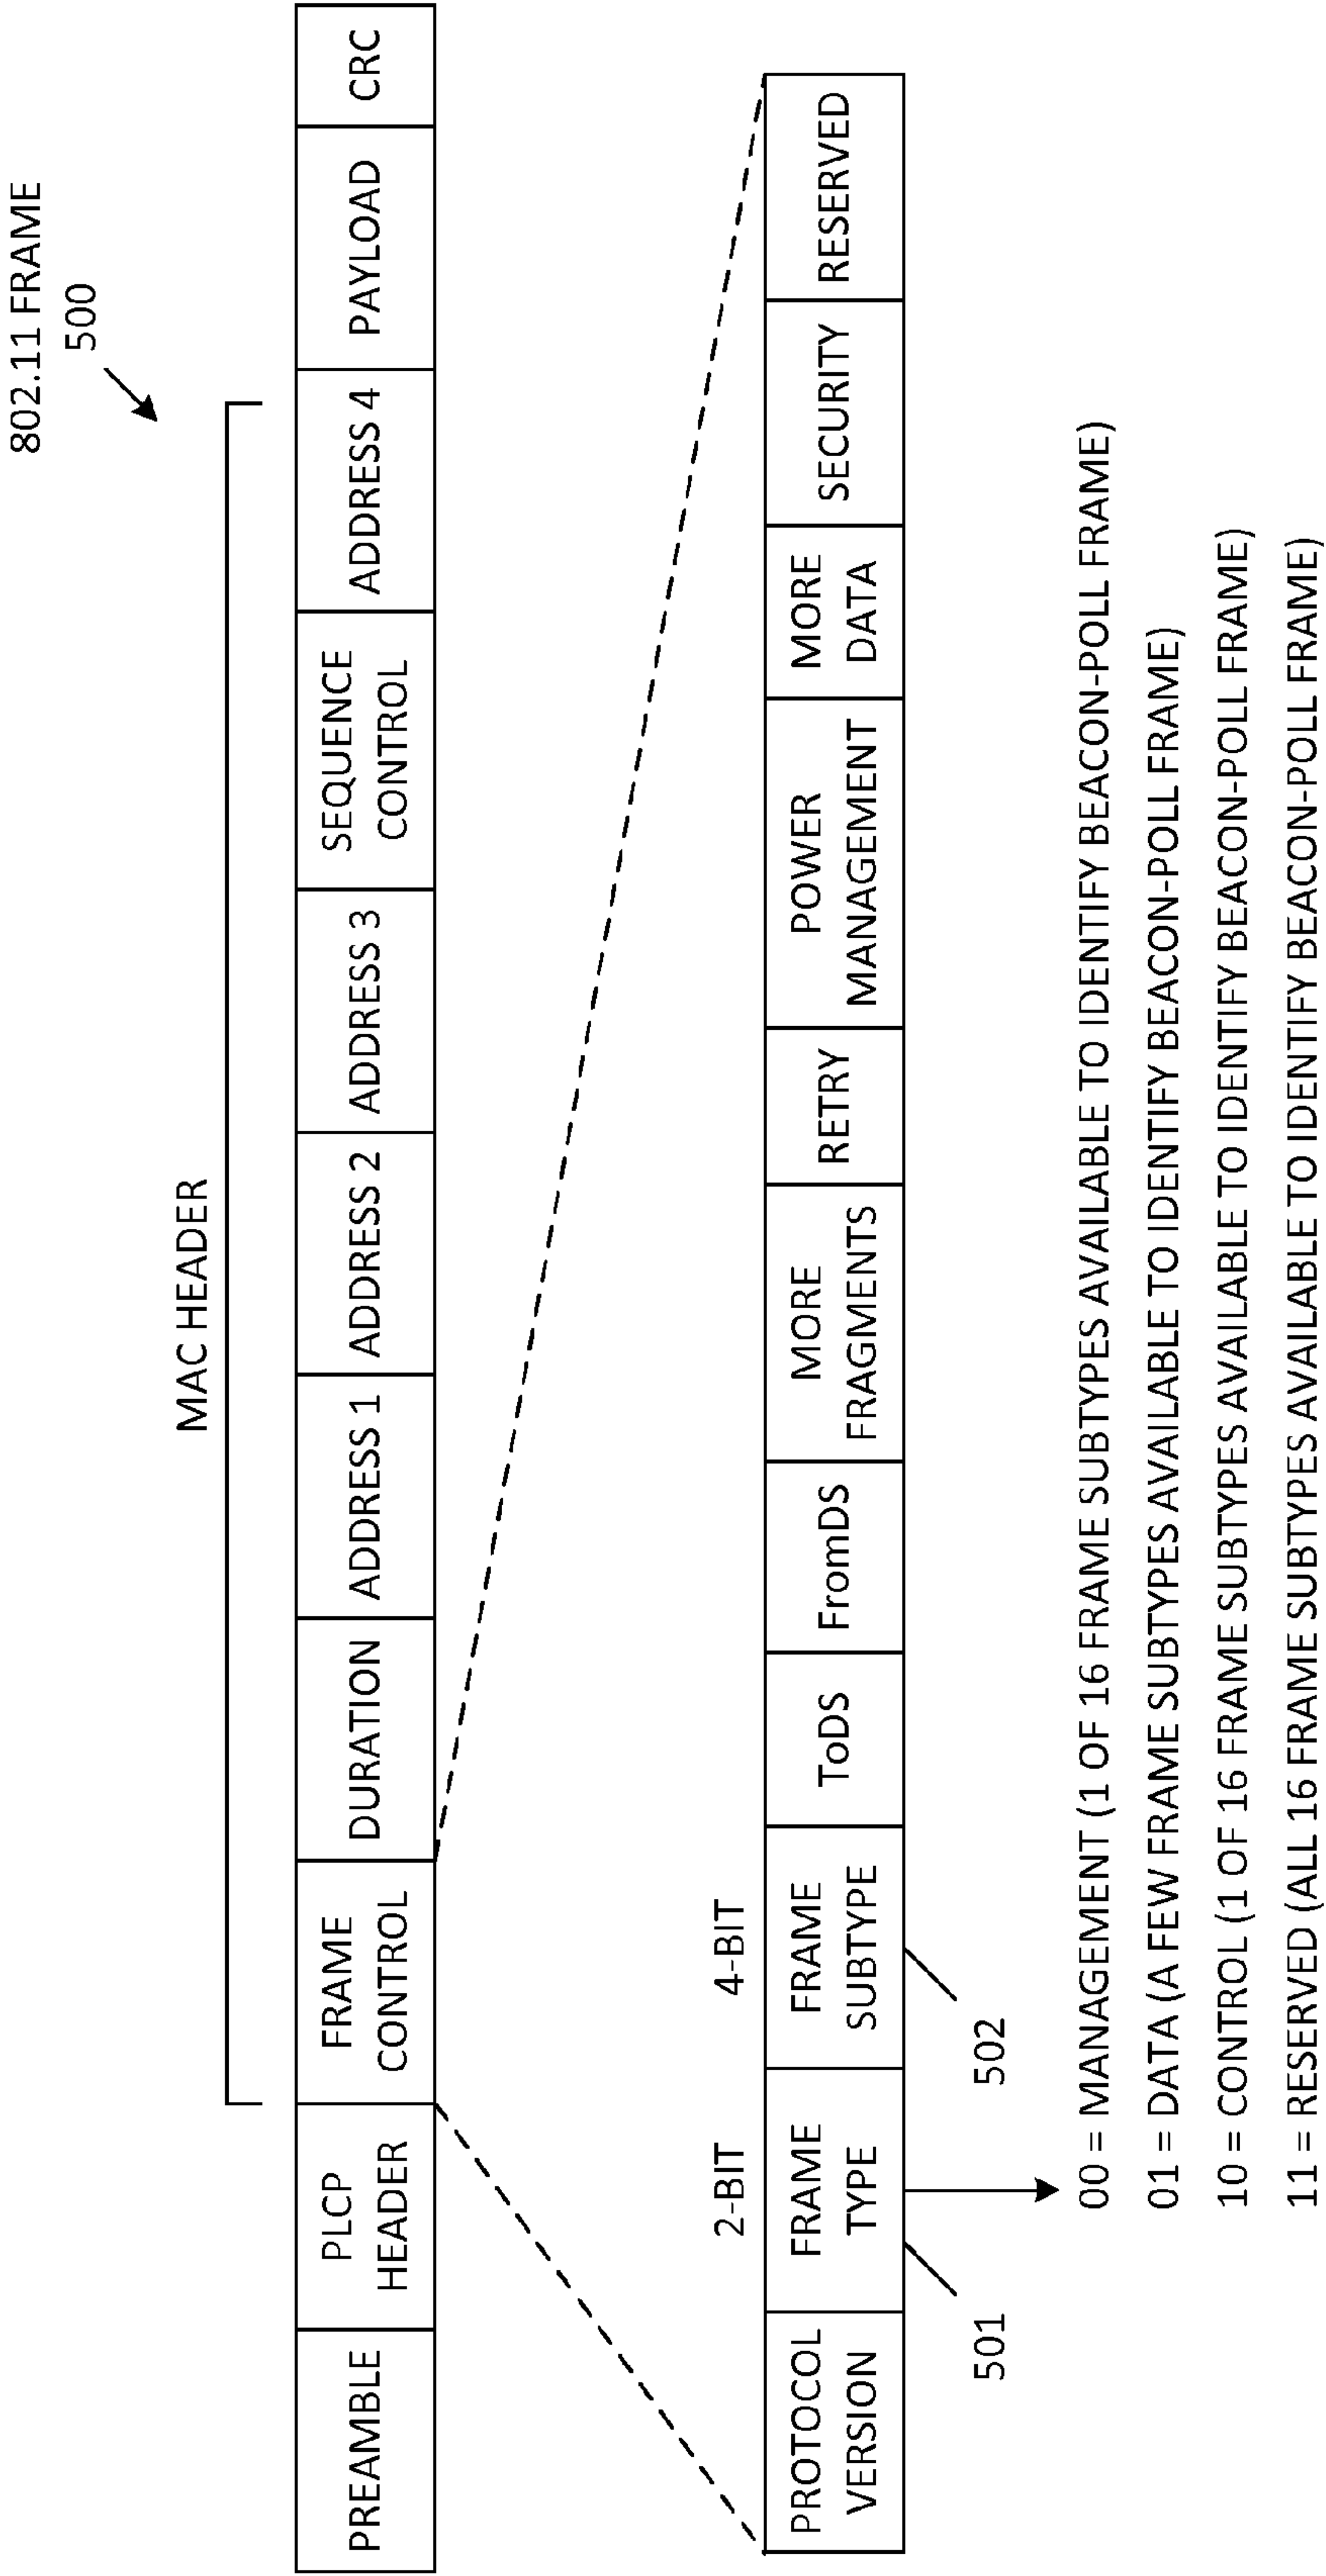 802.11 FRAME
500
MAC HEADER
PREAMBLE
PLCP
HEADER
FRAME
CONTROL
DURATION
ADDRESS 1
ADDRESS 2
ADDRESS 3
SEQUENCE
CONTROL
ADDRESS 4
PAYLOAD
CRC
2-BIT
4-BIT
PROTOCOL
VERSION
FRAME
TYPE
FRAME
SUBTYPE
ToDS
FromDS
MORE
FRAGMENTS
RETRY
POWER
MANAGEMENT
MORE
DATA
SECURITY
RESERVED
501
502
00 = MANAGEMENT (1 OF 16 FRAME SUBTYPES AVAILABLE TO IDENTIFY BEACON-POLL FRAME)
01 = DATA (A FEW FRAME SUBTYPES AVAILABLE TO IDENTIFY BEACON-POLL FRAME)
10 = CONTROL (1 OF 16 FRAME SUBTYPES AVAILABLE TO IDENTIFY BEACON-POLL FRAME)
11 = RESERVED (ALL 16 FRAME SUBTYPES AVAILABLE TO IDENTIFY BEACON-POLL FRAME)